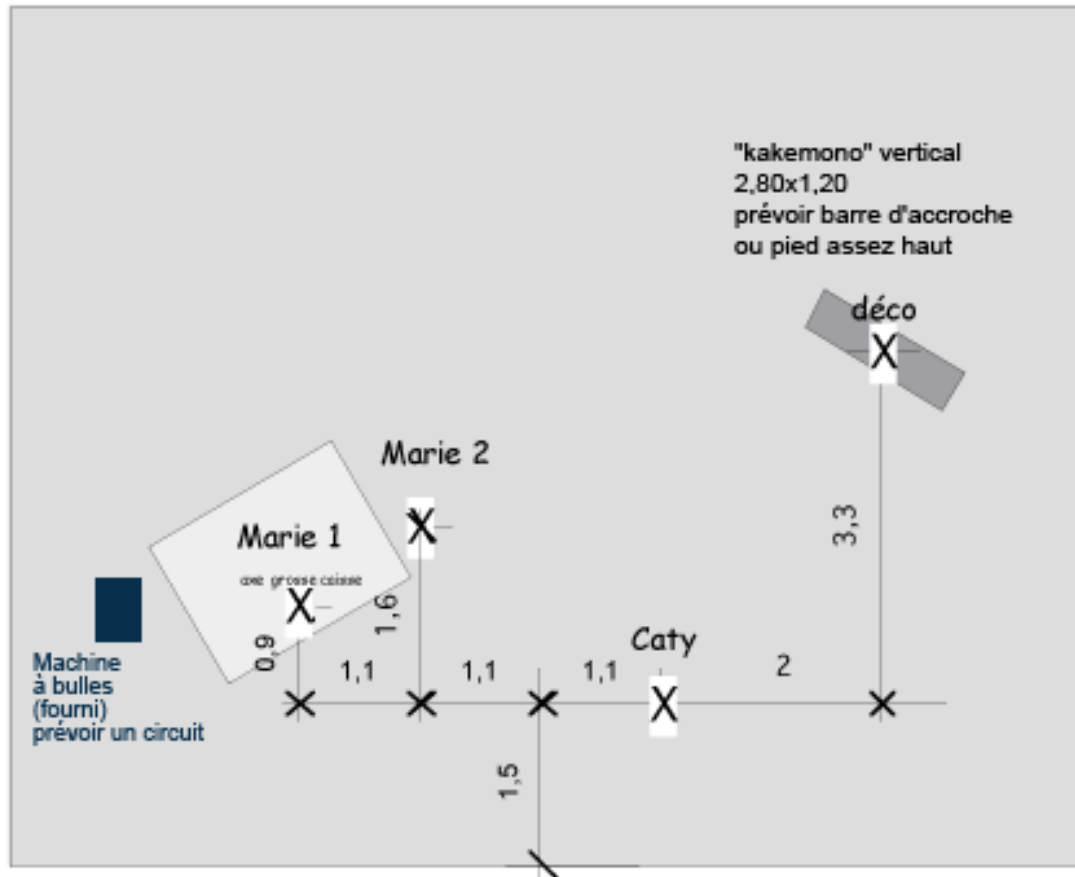 "kakemono" vertical
2,80x1,20
prévoir barre d'accroche
ou pied assez haut
déco
X
Marie 2
X
3,3
Marie 1
axe grosse caisse
X
1,6
Machine
à bulles
(fourni)
prévoir un circuit
0,9
1,1
1,1
1,1
Caty
X
2
1,5